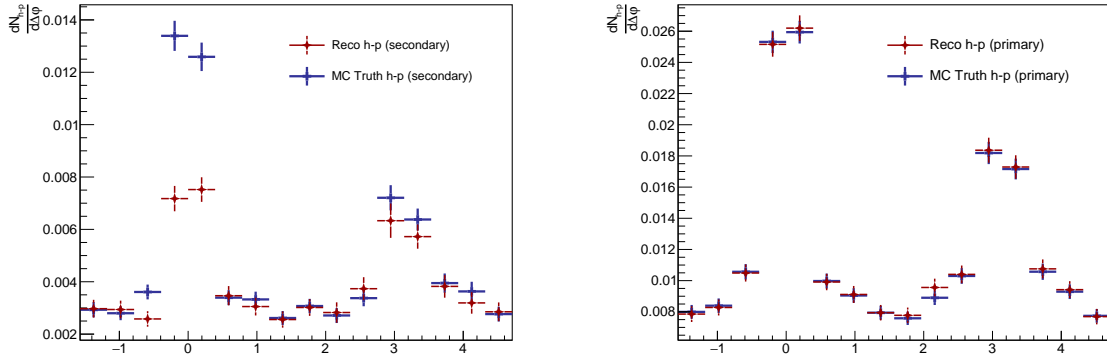 dN_{h-p}
dΔφ
0.014
0.012
0.01
0.008
0.006
0.004
0.002
−1 0 1 2 3 4
Reco h-p (secondary)
MC Truth h-p (secondary)
dN_{h-p}
dΔφ
0.026
0.024
0.022
0.02
0.018
0.016
0.014
0.012
0.01
0.008
−1 0 1 2 3 4
Reco h-p (primary)
MC Truth h-p (primary)